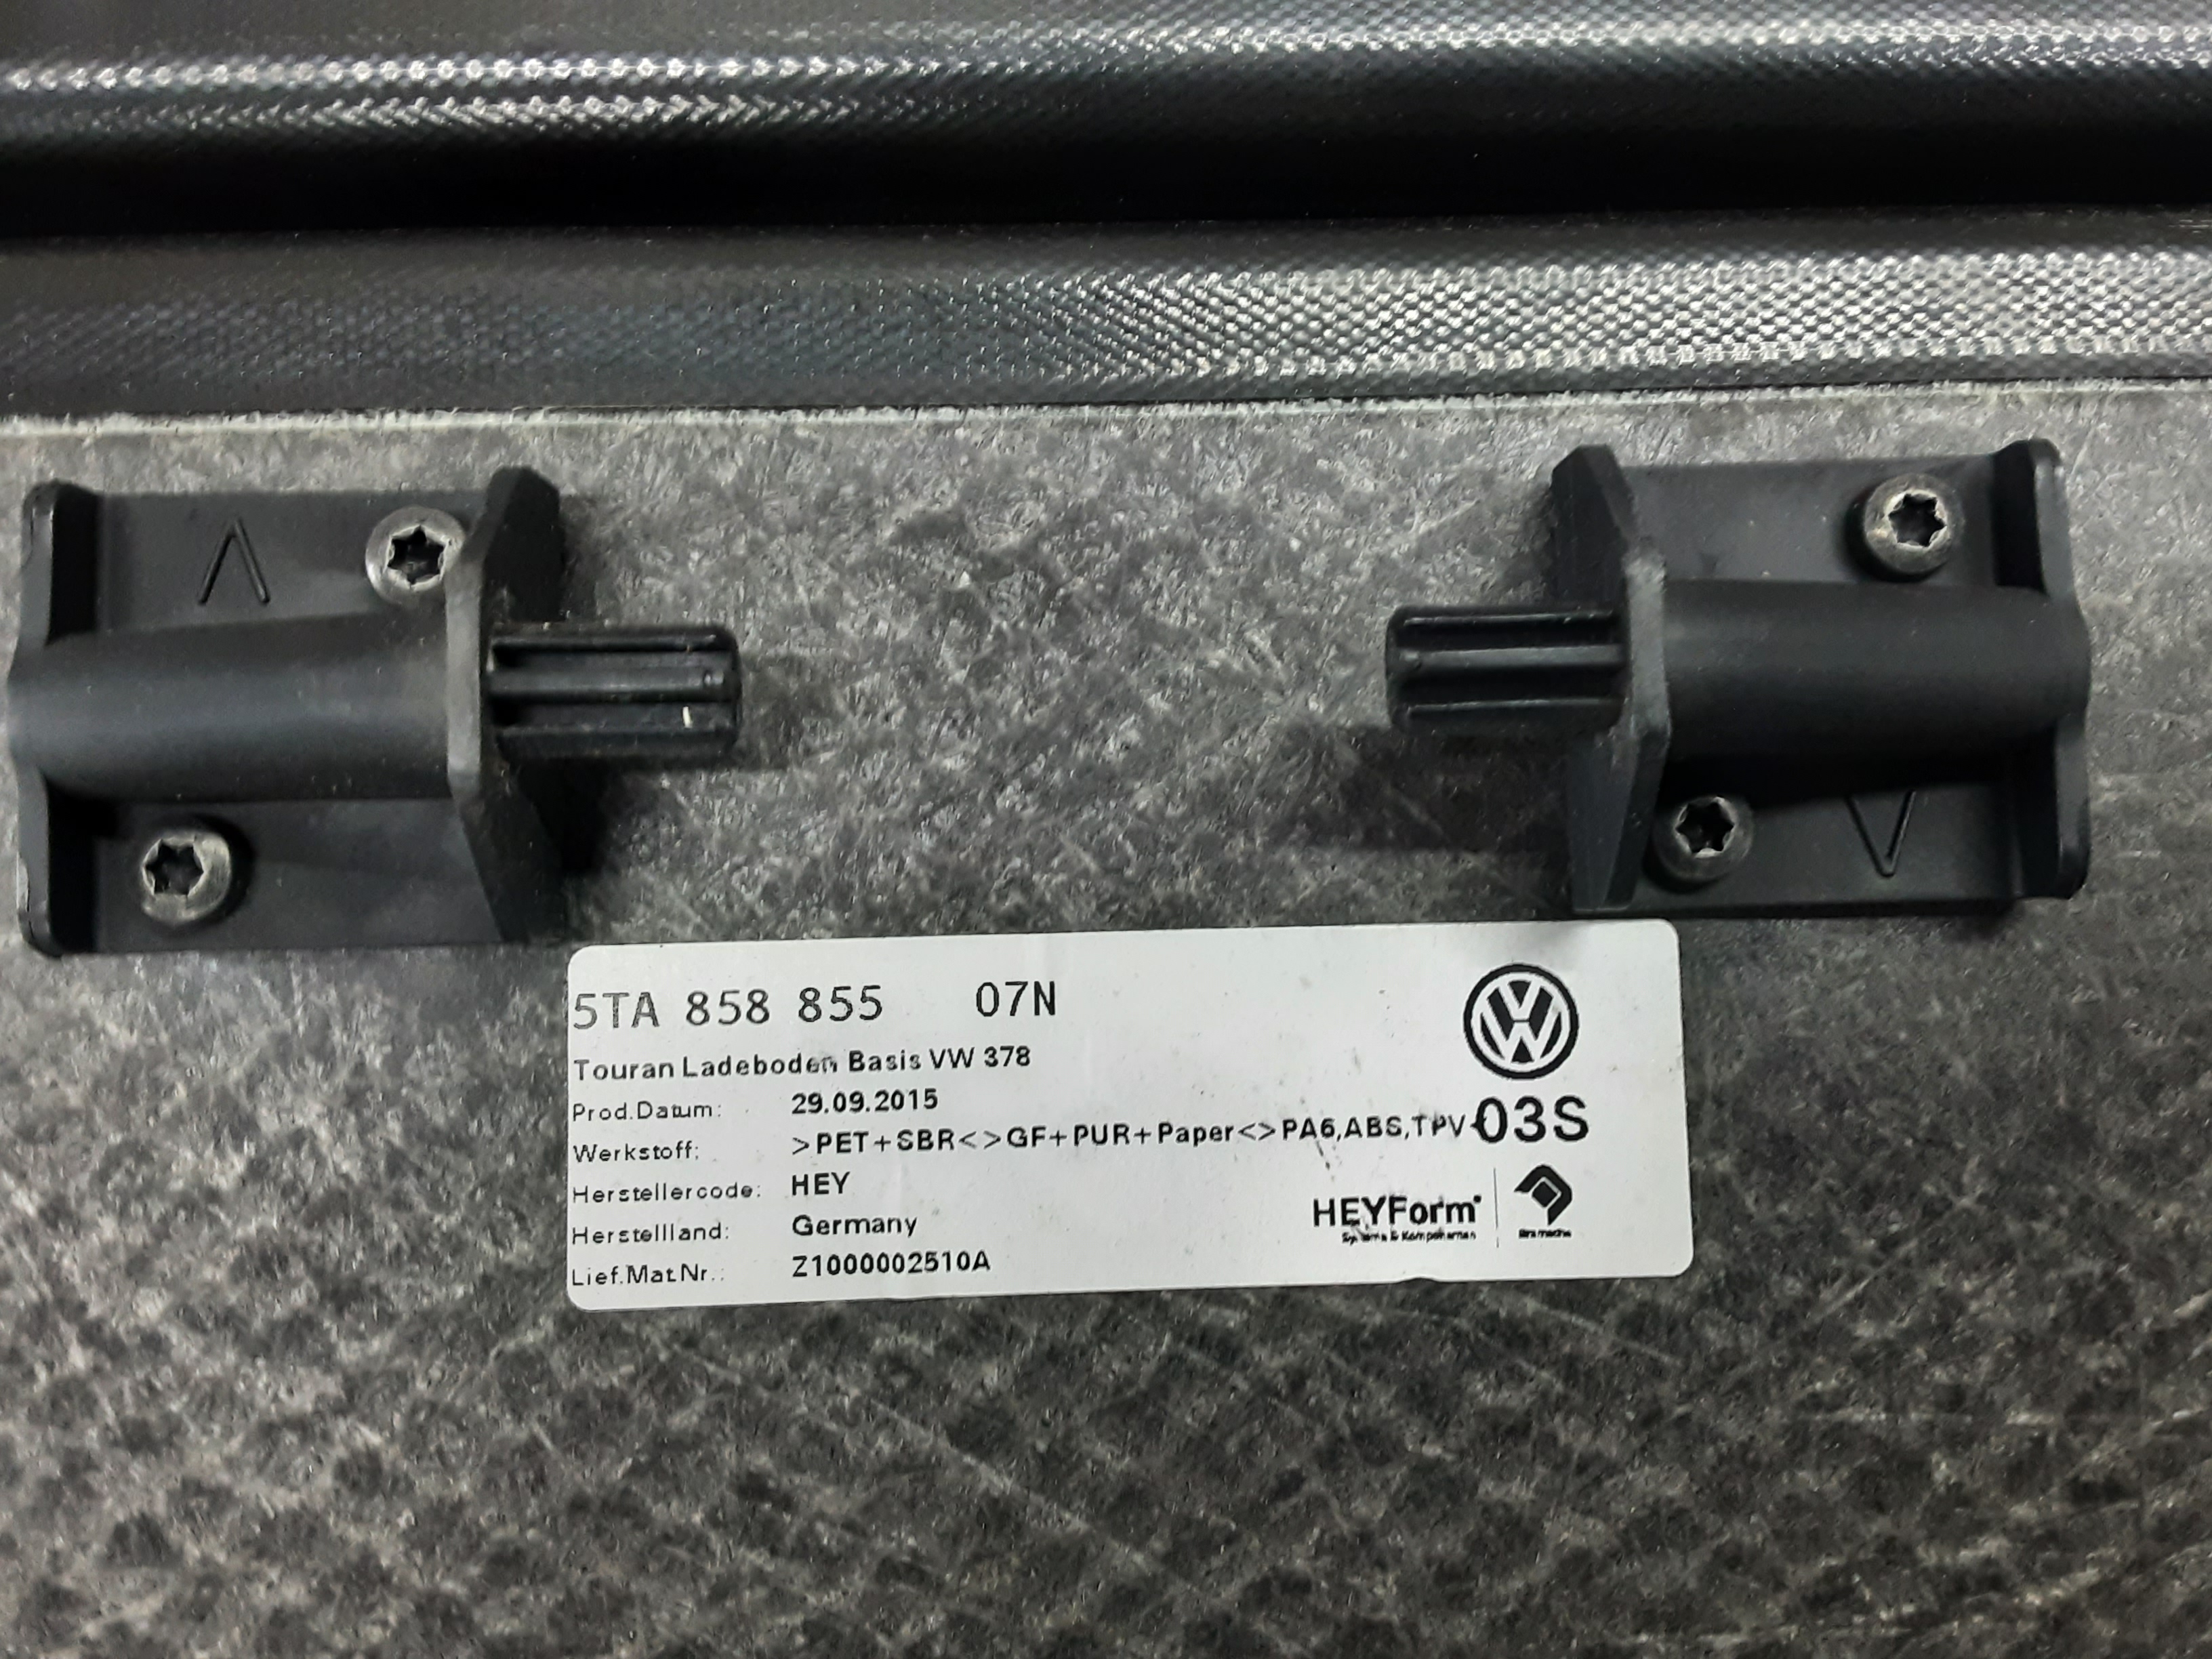 5TA 858 855 07N
Touran Ladeboden Basis VW 378
Prod.Datum: 29.09.2015
Werkstoff: >PET+SBR<>GF+PUR+Paper<>PA6,ABS,TPV<
03S
Herstellercode: HEY
Herstellland: Germany
Lief.Mat.Nr.: Z1000002510A
HEYForm